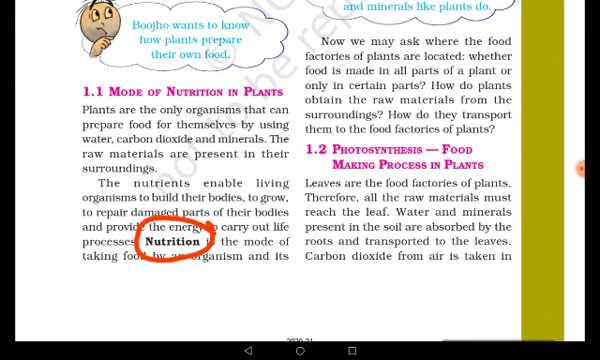 Boojho wants to know
how plants prepare
their own food.
1.1 MODE OF NUTRITION IN PLANTS
Plants are the only organisms that can
prepare food for themselves by using
water, carbon dioxide and minerals. The
raw materials are present in their
surroundings.
The nutrients enable living
organisms to build their bodies, to grow,
to repair damaged parts of their bodies
and provide the energy to carry out life
processes. Nutrition is the mode of
taking food by an organism and its
and minerals like plants do.
Now we may ask where the food
factories of plants are located: whether
food is made in all parts of a plant or
only in certain parts? How do plants
obtain the raw materials from the
surroundings? How do they transport
them to the food factories of plants?
1.2 PHOTOSYNTHESIS — FOOD
MAKING PROCESS IN PLANTS
Leaves are the food factories of plants.
Therefore, all the raw materials must
reach the leaf. Water and minerals
present in the soil are absorbed by the
roots and transported to the leaves.
Carbon dioxide from air is taken in
2020-21